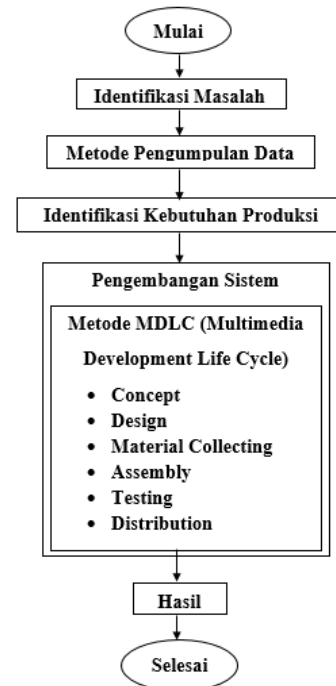 Mulai
Identifikasi Masalah
Metode Pengumpulan Data
Identifikasi Kebutuhan Produksi
Pengembangan Sistem
Metode MDLC (Multimedia
Development Life Cycle)
• Concept
• Design
• Material Collecting
• Assembly
• Testing
• Distribution
Hasil
Selesai